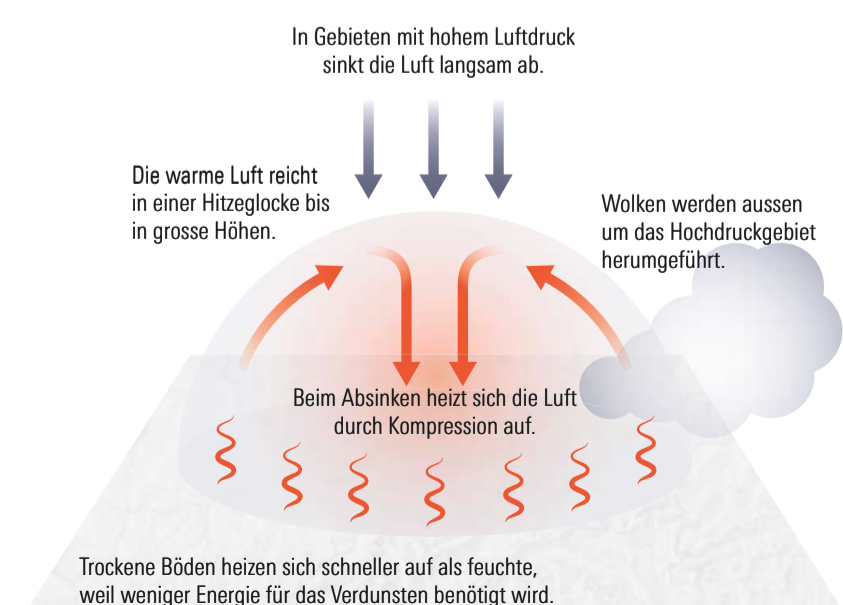 In Gebieten mit hohem Luftdruck
sinkt die Luft langsam ab.
Die warme Luft reicht
in einer Hitzeglocke bis
in grosse Höhen.
Wolken werden aussen
um das Hochdruckgebiet
herumgeführt.
Beim Absinken heizt sich die Luft
durch Kompression auf.
Trockene Böden heizen sich schneller auf als feuchte,
weil weniger Energie für das Verdunsten benötigt wird.